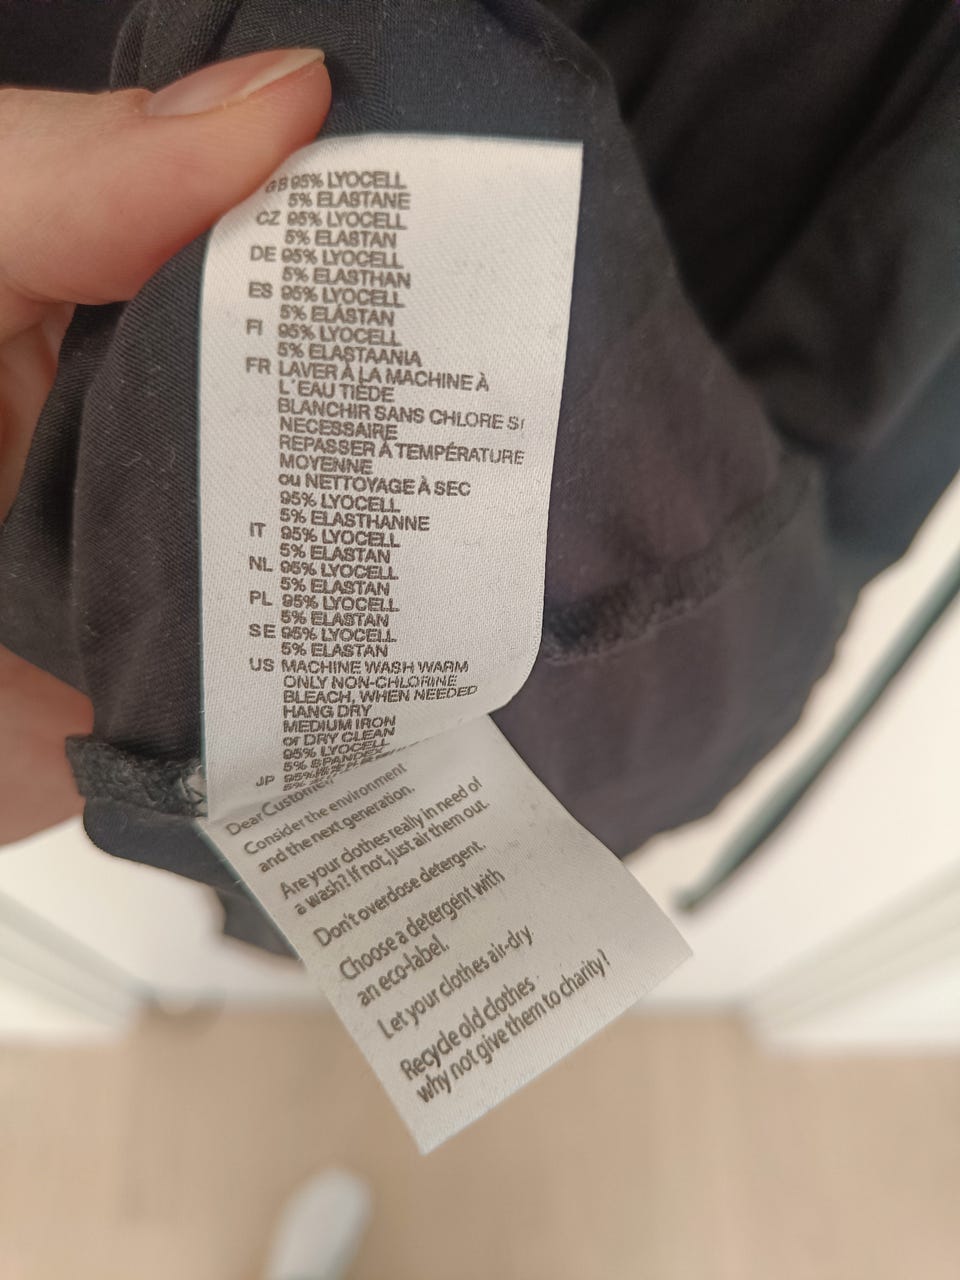 GB 95% LYOCELL
5% ELASTANE
CZ 95% LYOCELL
5% ELASTAN
DE 95% LYOCELL
5% ELASTHAN
ES 95% LYOCELL
5% ELASTAN
FI 95% LYOCELL
5% ELASTAANIA
FR LAVER À LA MACHINE À
L'EAU TIÈDE
BLANCHIR SANS CHLORE SI
NECESSAIRE
REPASSER À TEMPÉRATURE
MOYENNE
ou NETTOYAGE À SEC
95% LYOCELL
5% ELASTHANNE
IT 95% LYOCELL
5% ELASTAN
NL 95% LYOCELL
5% ELASTAN
PL 95% LYOCELL
5% ELASTAN
SE 95% LYOCELL
5% ELASTAN
US MACHINE WASH WARM
ONLY NON-CHLORINE
BLEACH, WHEN NEEDED
HANG DRY
MEDIUM IRON
or DRY CLEAN
95% LYOCELL
5% SPANDEX
JP 95%
5%
Dear Customer
Consider the environment
and the next generation.
Are your clothes really in need of
a wash? If not, just air them out.
Don't overdose detergent.
Choose a detergent with
an eco-label.
Let your clothes air-dry.
Recycle old clothes
why not give them to charity!